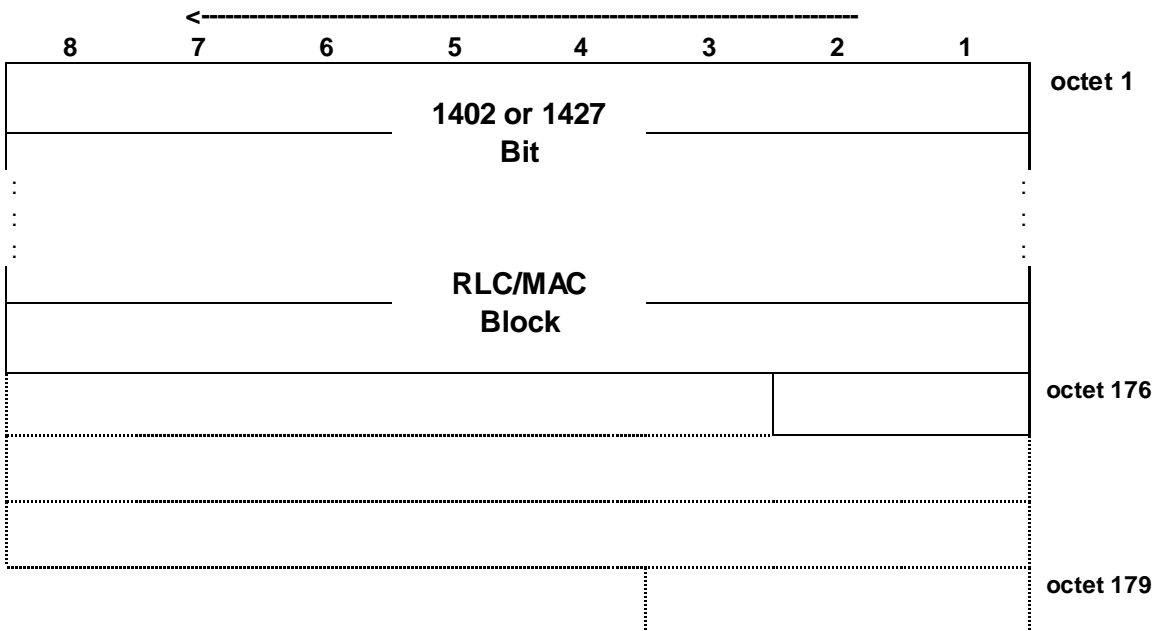 <--------------------------------------------------------------------------------
8 7 6 5 4 3 2 1
octet 1
1402 or 1427
Bit
: :
: :
: :
RLC/MAC
Block
octet 176
octet 179